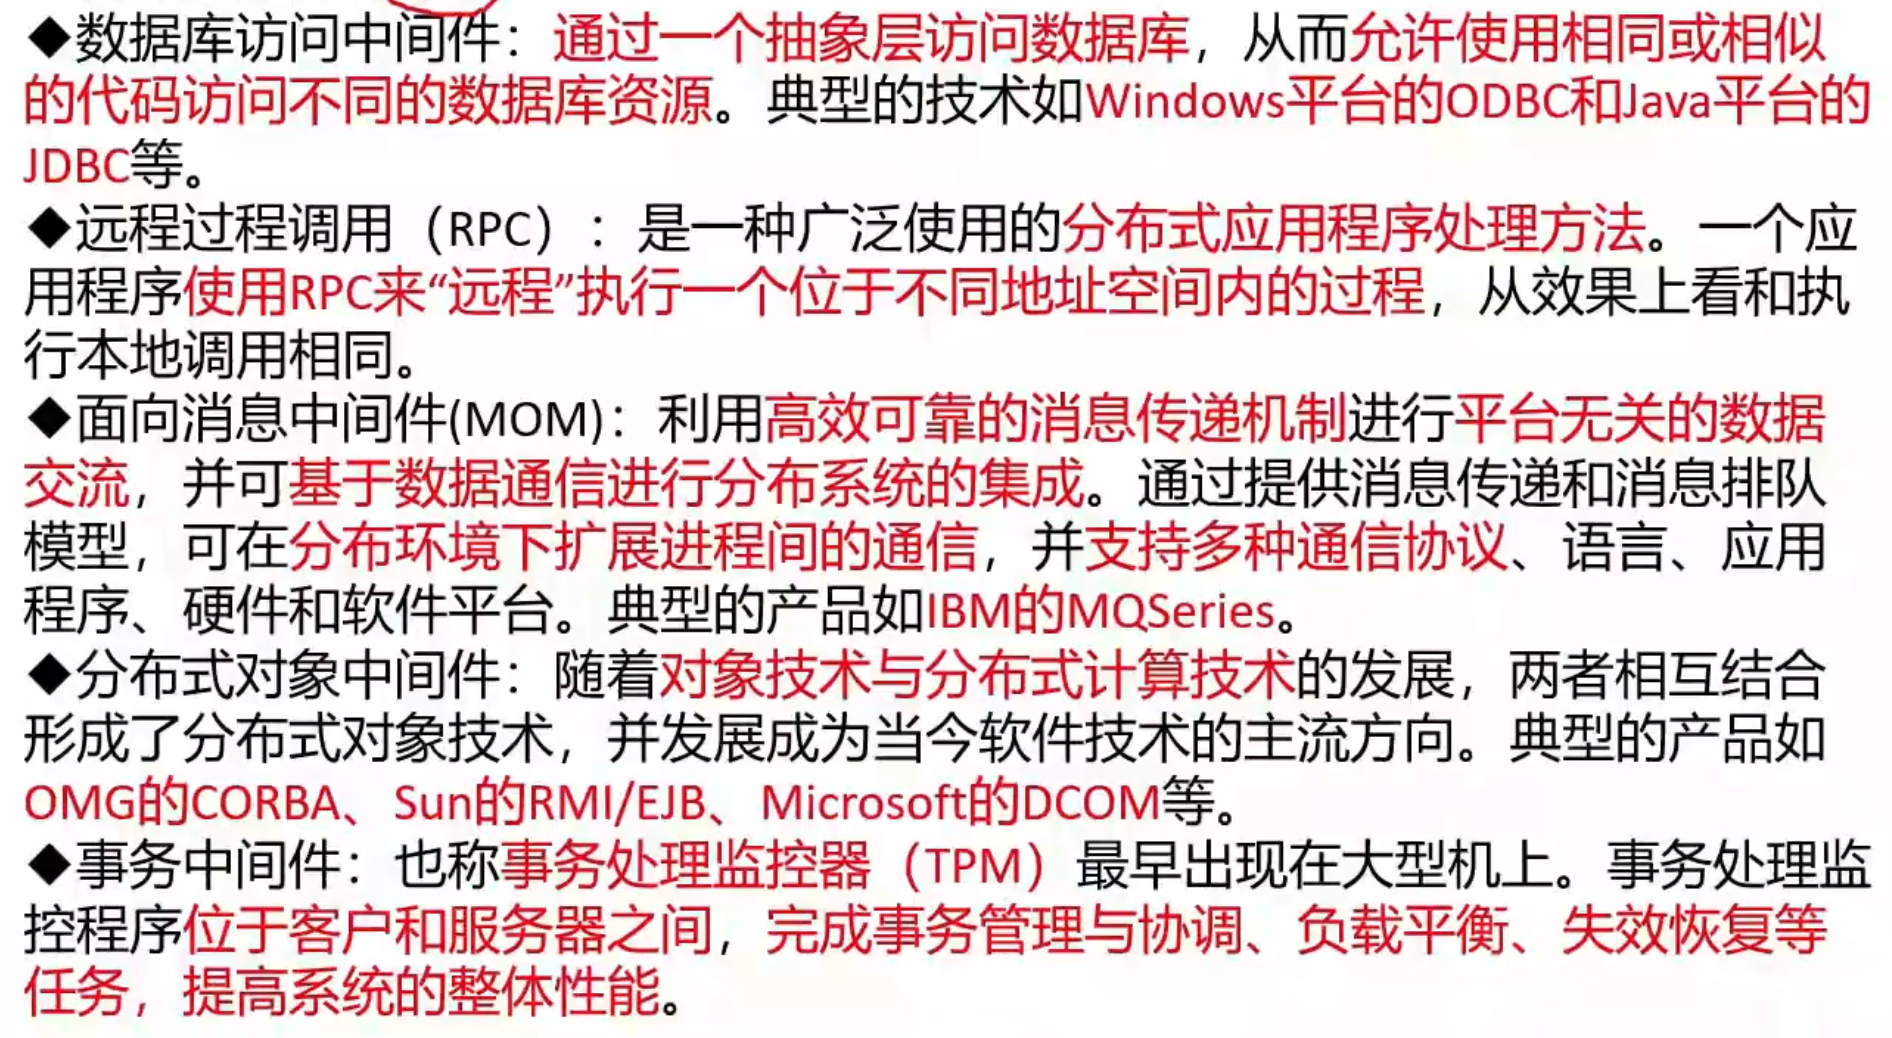 ◆数据库访问中间件：通过一个抽象层访问数据库，从而允许使用相同或相似
的代码访问不同的数据库资源。典型的技术如Windows平台的ODBC和Java平台的
JDBC等。
◆远程过程调用（RPC）：是一种广泛使用的分布式应用程序处理方法。一个应
用程序使用RPC来“远程”执行一个位于不同地址空间内的过程，从效果上看和执
行本地调用相同。
◆面向消息中间件(MOM)：利用高效可靠的消息传递机制进行平台无关的数据
交流，并可基于数据通信进行分布系统的集成。通过提供消息传递和消息排队
模型，可在分布环境下扩展进程间的通信，并支持多种通信协议、语言、应用
程序、硬件和软件平台。典型的产品如IBM的MQSeries。
◆分布式对象中间件：随着对象技术与分布式计算技术的发展，两者相互结合
形成了分布式对象技术，并发展成为当今软件技术的主流方向。典型的产品如
OMG的CORBA、Sun的RMI/EJB、Microsoft的DCOM等。
◆事务中间件：也称事务处理监控器（TPM）最早出现在大型机上。事务处理监
控程序位于客户和服务器之间，完成事务管理与协调、负载平衡、失效恢复等
任务，提高系统的整体性能。